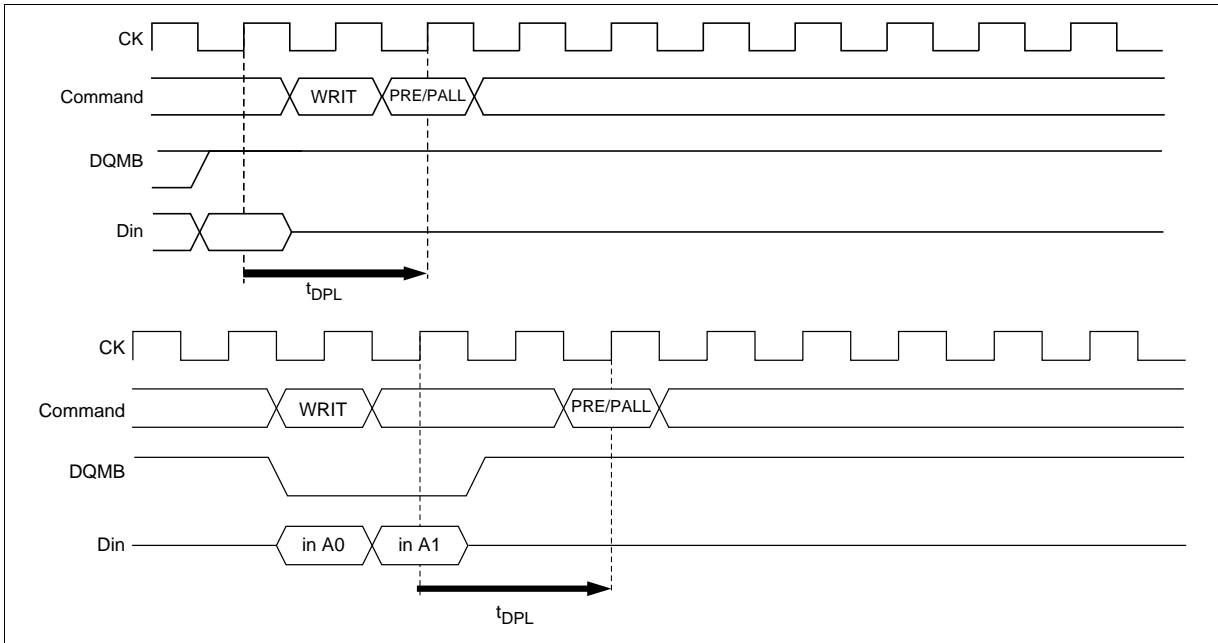 CK
Command WRIT PRE/PALL
DQMB
Din
tDPL
CK
Command WRIT PRE/PALL
DQMB
Din in A0 in A1
tDPL